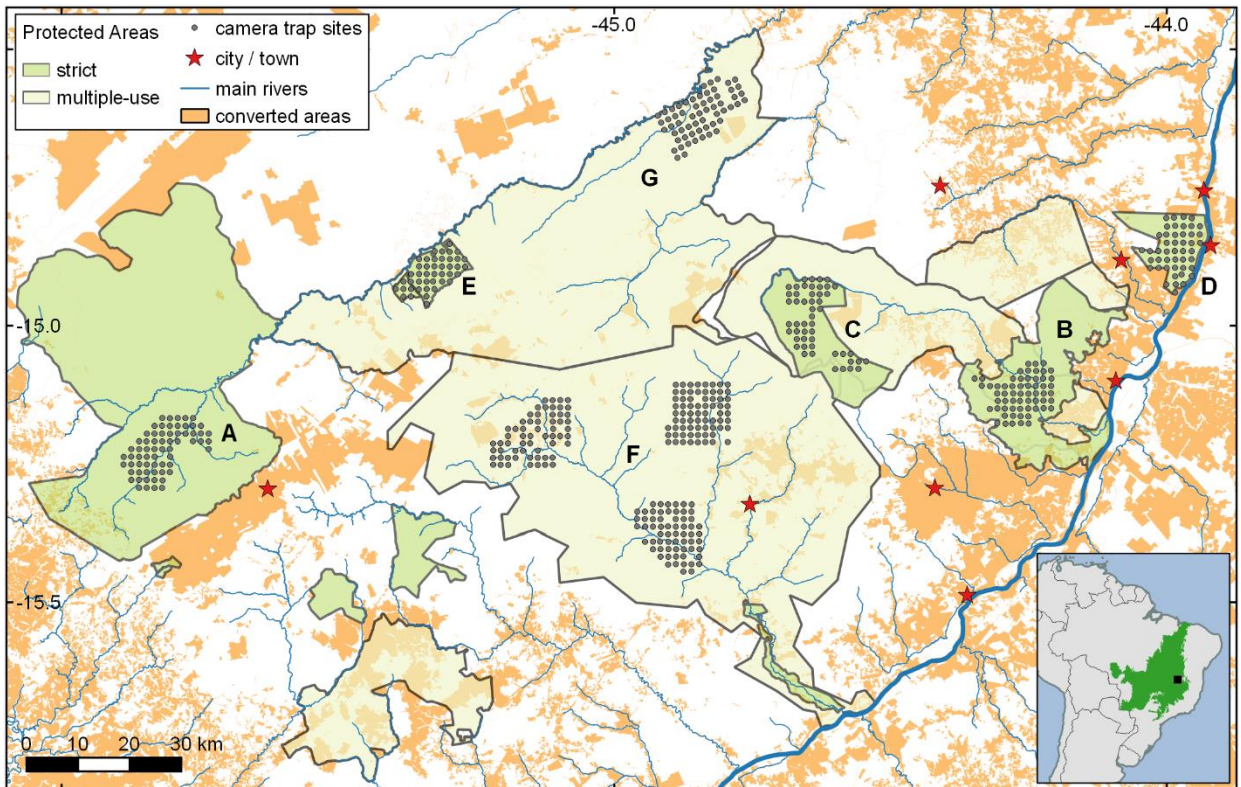 Protected Areas
strict
multiple-use
camera trap sites
city / town
main rivers
converted areas
-45.0
-44.0
G
E
D
-15.0
C
B
A
F
-15.5
0 10 20 30 km